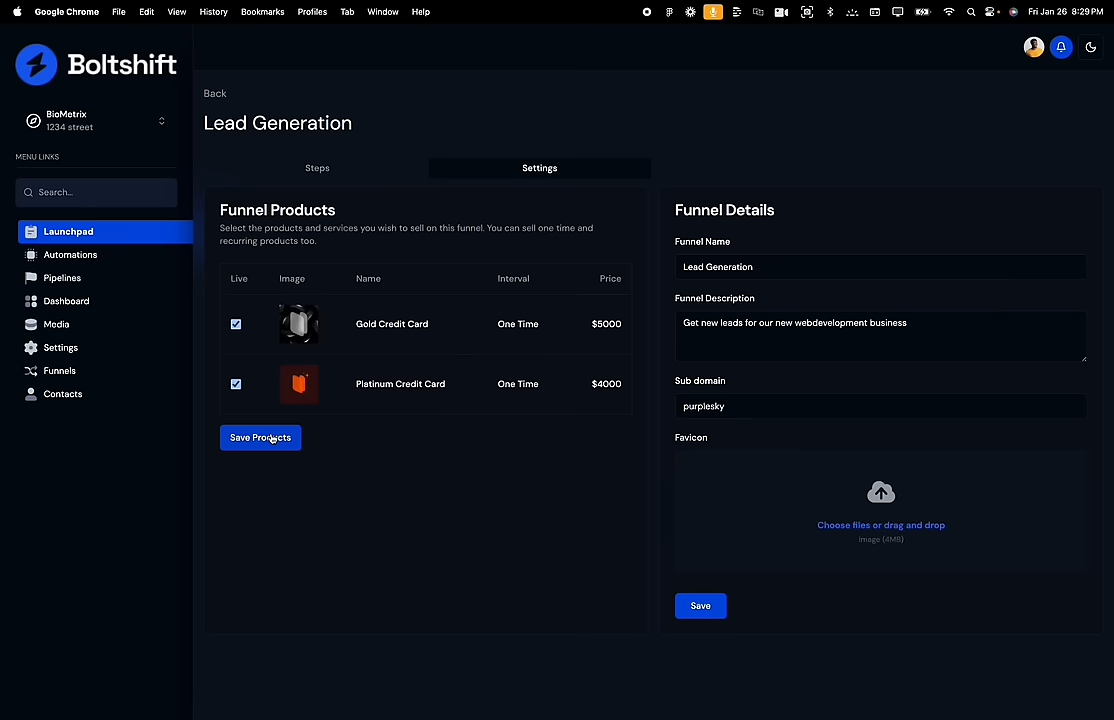 Google Chrome File Edit View History Bookmarks Profiles Tab Window Help Fri Jan 26 8:29 PM
Boltshift
BioMetrix
1234 street
MENU LINKS
Search...
Launchpad
Automations
Pipelines
Dashboard
Media
Settings
Funnels
Contacts
Back
Lead Generation
Steps Settings
Funnel Products
Select the products and services you wish to sell on this funnel. You can sell one time and
recurring products too.
Live Image Name Interval Price
Gold Credit Card One Time $5000
Platinum Credit Card One Time $4000
Save Products
Funnel Details
Funnel Name
Lead Generation
Funnel Description
Get new leads for our new webdevelopment business
Sub domain
purplesky
Favicon
Choose files or drag and drop
Image (4MB)
Save